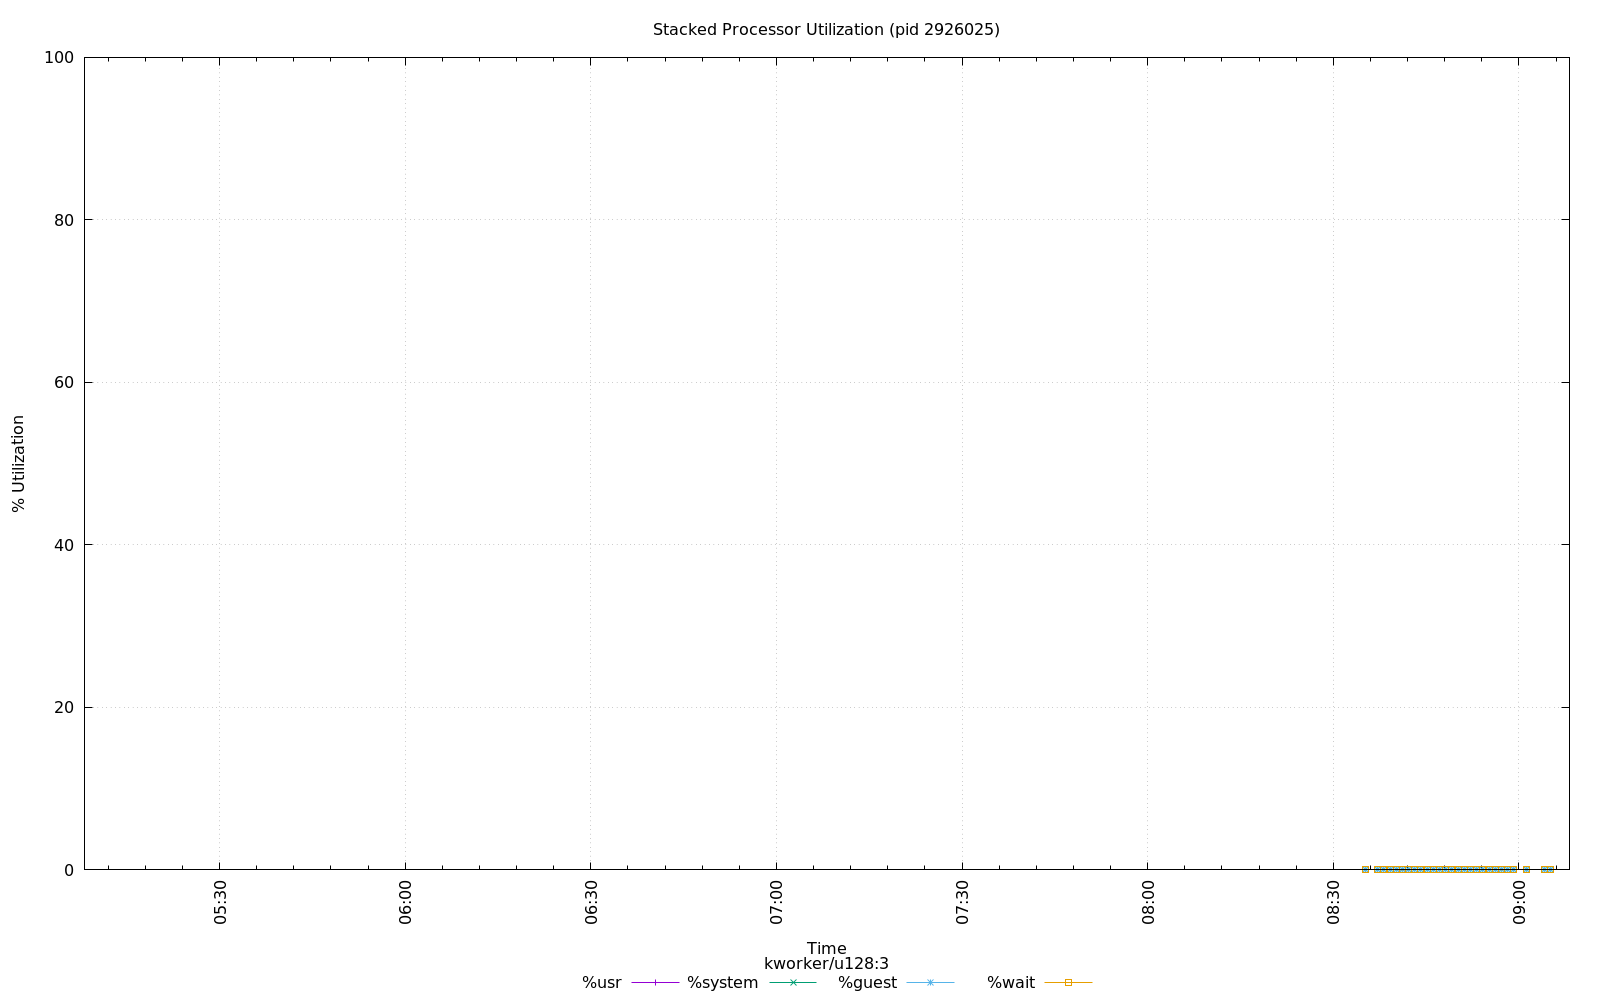 Stacked Processor Utilization (pid 2926025)
100
80
60
40
20
0
% Utilization
05:30
06:00
06:30
07:00
07:30
08:00
08:30
09:00
Time
kworker/u128:3
%usr %system %guest %wait